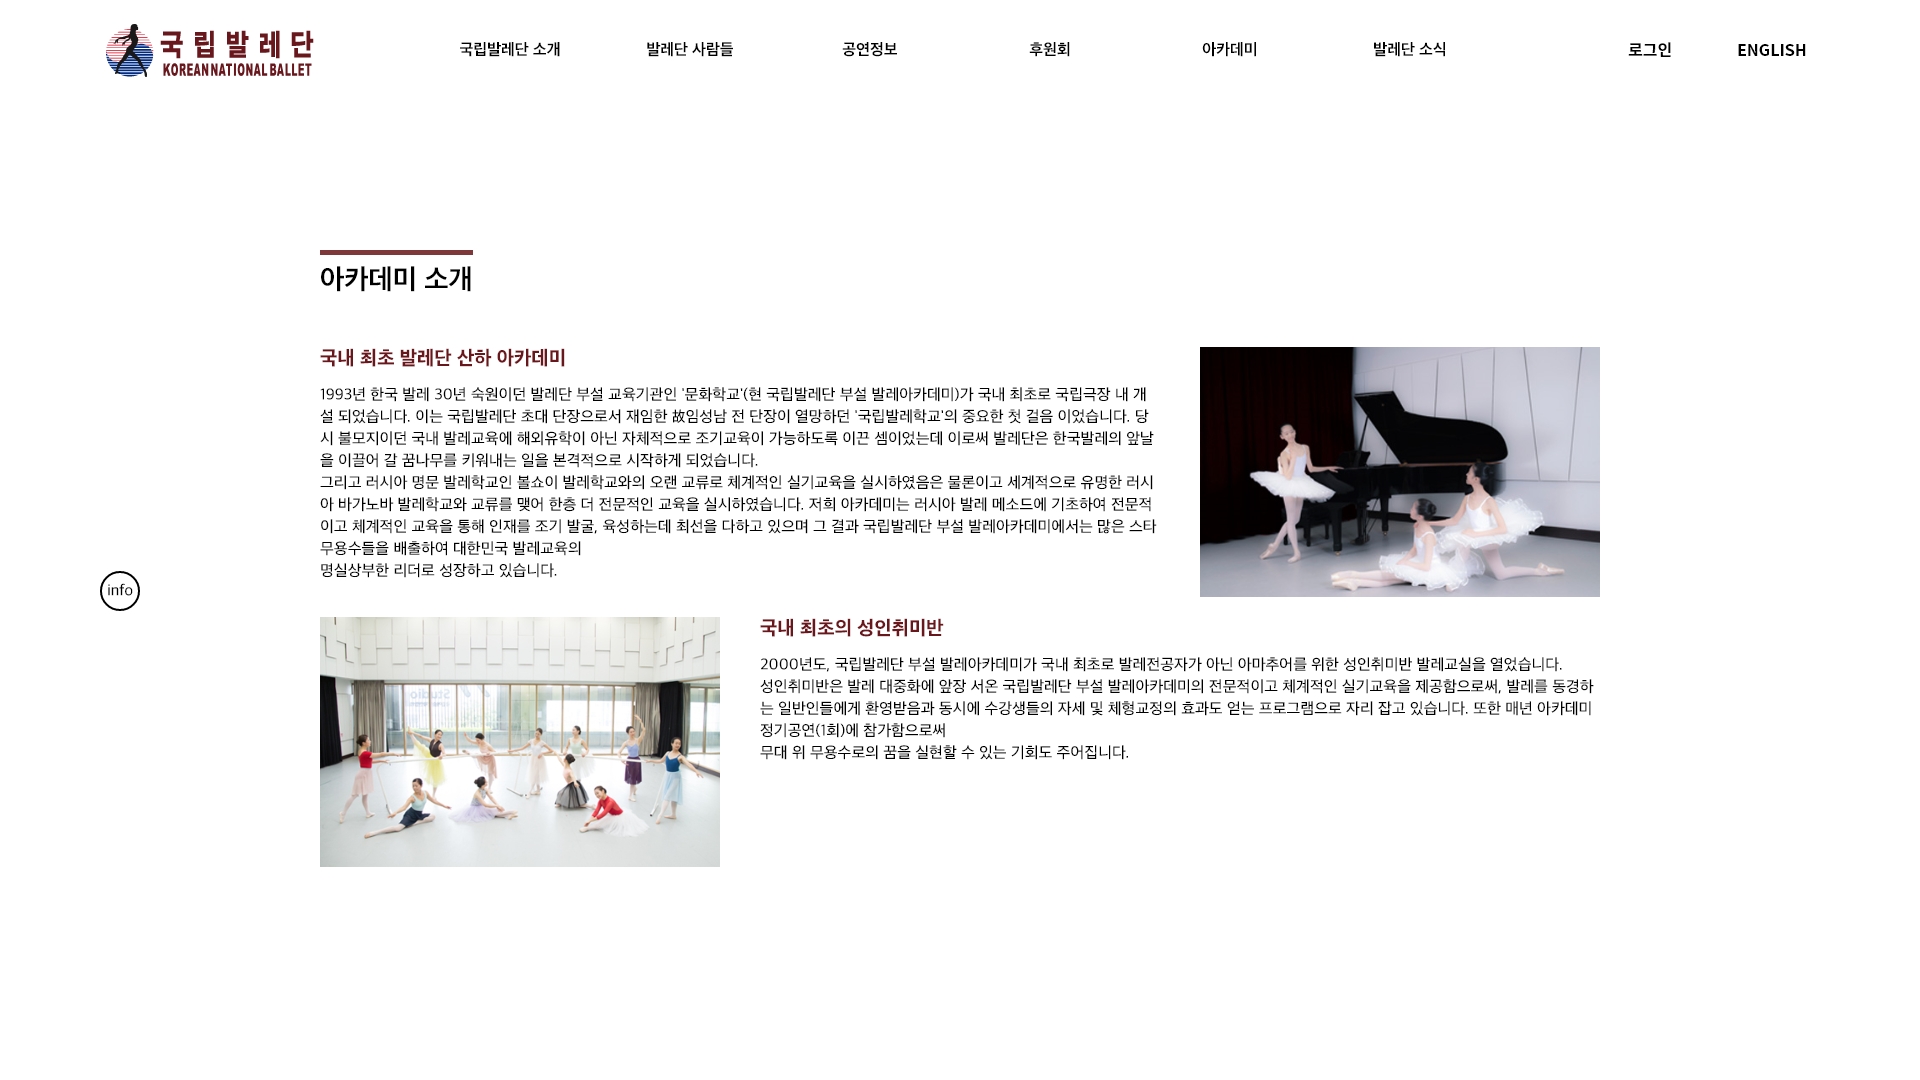 국립발레단
KOREAN NATIONAL BALLET
국립발레단 소개
발레단 사람들
공연정보
후원회
아카데미
발레단 소식
로그인
ENGLISH
아카데미 소개
국내 최초 발레단 산하 아카데미
1993년 한국 발레 30년 숙원이던 발레단 부설 교육기관인 '문화학교'(현 국립발레단 부설 발레아카데미)가 국내 최초로 국립극장 내 개
설 되었습니다. 이는 국립발레단 초대 단장으로서 재임한 故임성남 전 단장이 열망하던 '국립발레학교'의 중요한 첫 걸음 이었습니다. 당
시 불모지이던 국내 발레교육에 해외유학이 아닌 자체적으로 조기교육이 가능하도록 이끈 셈이었는데 이로써 발레단은 한국발레의 앞날
을 이끌어 갈 꿈나무를 키워내는 일을 본격적으로 시작하게 되었습니다.
그리고 러시아 명문 발레학교인 볼쇼이 발레학교와의 오랜 교류로 체계적인 실기교육을 실시하였음은 물론이고 세계적으로 유명한 러시
아 바가노바 발레학교와 교류를 맺어 한층 더 전문적인 교육을 실시하였습니다. 저희 아카데미는 러시아 발레 메소드에 기초하여 전문적
이고 체계적인 교육을 통해 인재를 조기 발굴, 육성하는데 최선을 다하고 있으며 그 결과 국립발레단 부설 발레아카데미에서는 많은 스타
무용수들을 배출하여 대한민국 발레교육의
명실상부한 리더로 성장하고 있습니다.
info
Studio
국내 최초의 성인취미반
2000년도, 국립발레단 부설 발레아카데미가 국내 최초로 발레전공자가 아닌 아마추어를 위한 성인취미반 발레교실을 열었습니다.
성인취미반은 발레 대중화에 앞장 서온 국립발레단 부설 발레아카데미의 전문적이고 체계적인 실기교육을 제공함으로써, 발레를 동경하
는 일반인들에게 환영받음과 동시에 수강생들의 자세 및 체형교정의 효과도 얻는 프로그램으로 자리 잡고 있습니다. 또한 매년 아카데미
정기공연(1회)에 참가함으로써
무대 위 무용수로의 꿈을 실현할 수 있는 기회도 주어집니다.